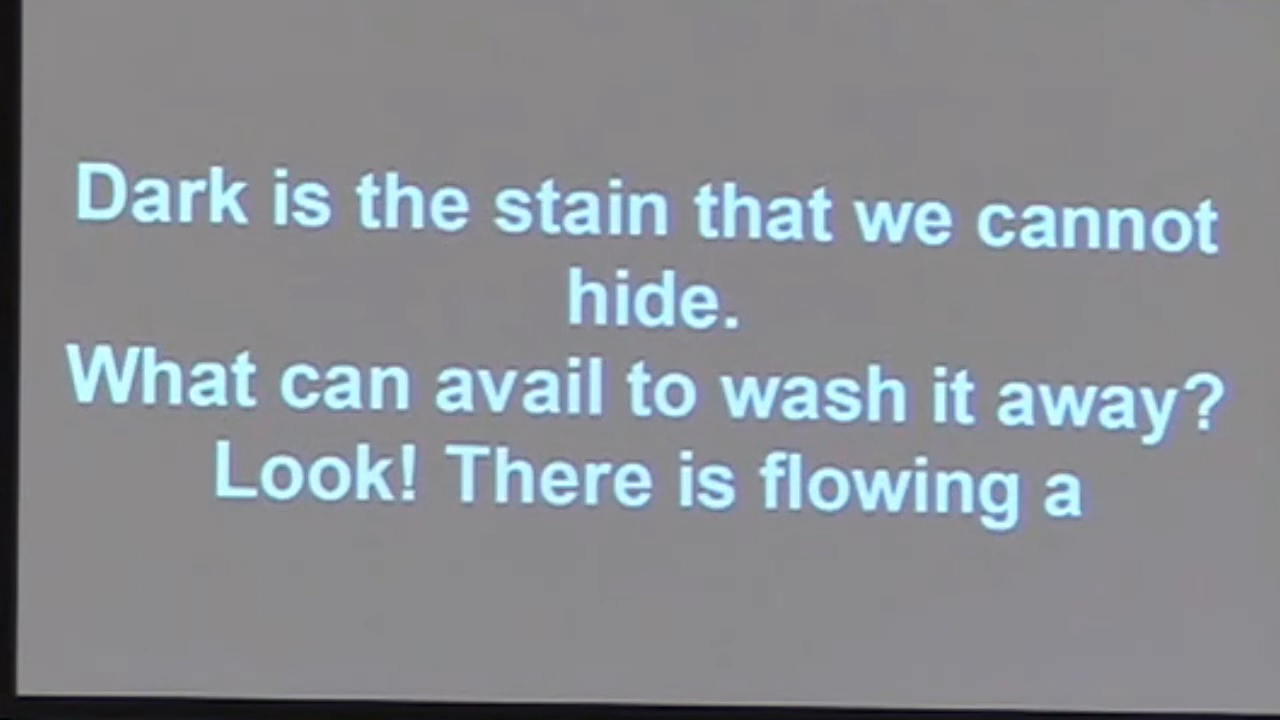 Dark is the stain that we cannot
hide.
What can avail to wash it away?
Look! There is flowing a